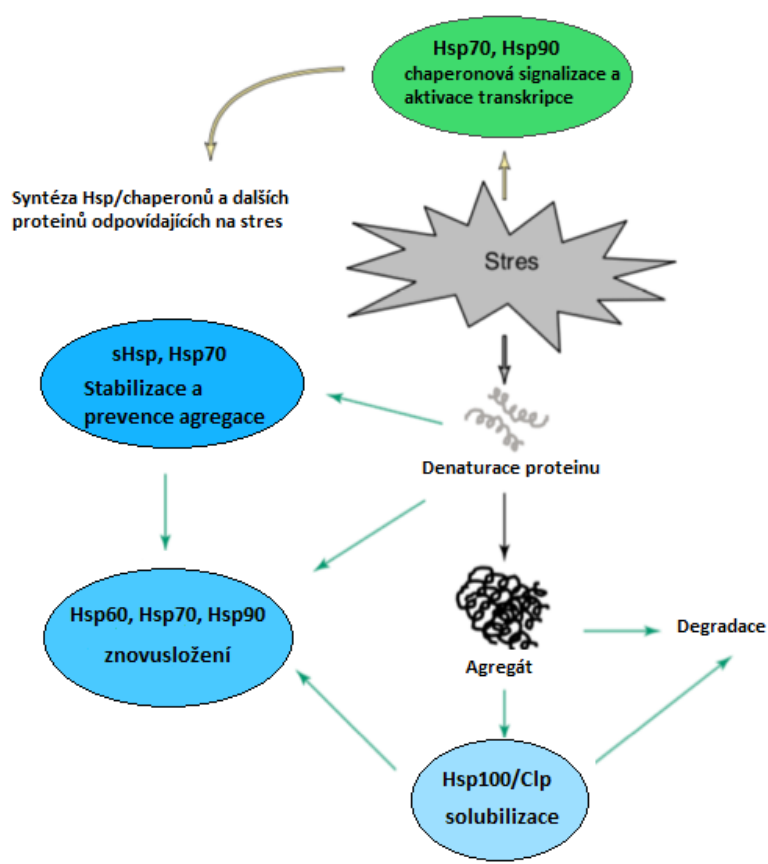 Hsp70, Hsp90
chaperonová signalizace a
aktivace transkripce
Syntéza Hsp/chaperonů a dalších
proteinů odpovídajících na stres
Stres
sHsp, Hsp70
Stabilizace a
prevence agregace
Denaturace proteinu
Hsp60, Hsp70, Hsp90
znovusložení
Degradace
Agregát
Hsp100/Clp
solubilizace